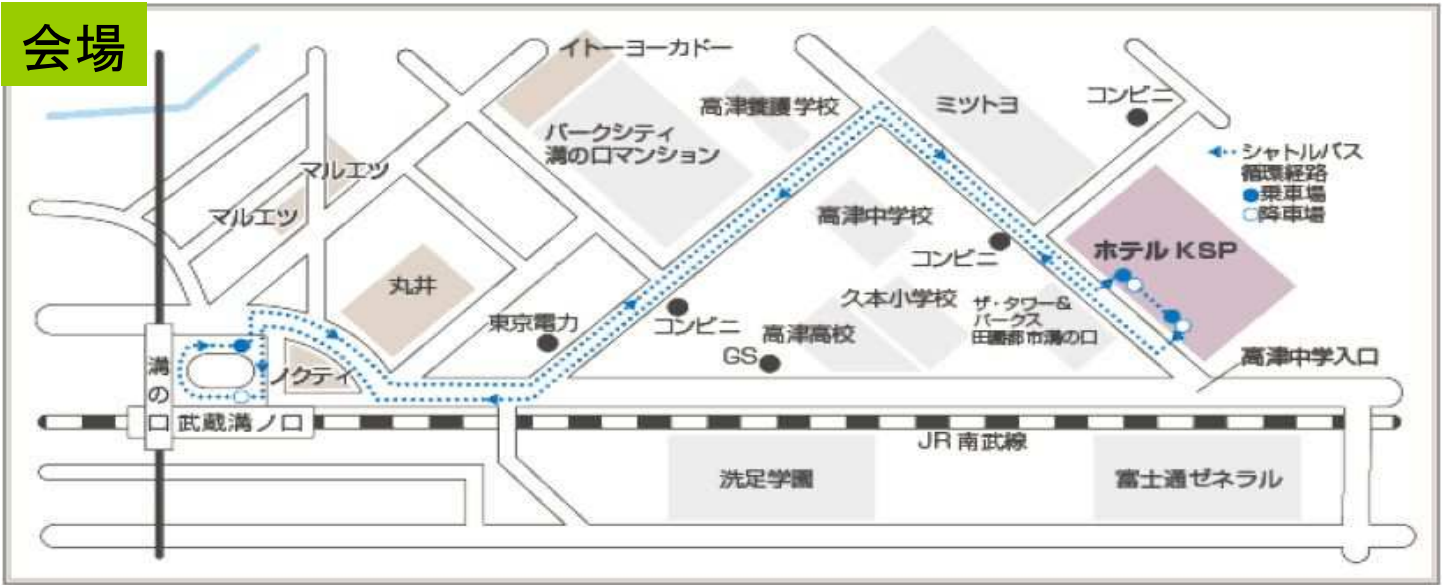 会場
イトーヨーカドー
高津養護学校
ミツトヨ
コンビニ
パークシティ
溝の口マンション
シャトルバス
循環経路
乗車場
降車場
マルエツ
マルエツ
高津中学校
コンビニ
ホテル KSP
丸井
久本小学校
ザ・タワー&
パークス
田園都市溝の口
東京電力
コンビニ
高津高校
GS
高津中学入口
ノクティ
溝の口
武蔵溝ノ口
JR 南武線
洗足学園
富士通ゼネラル